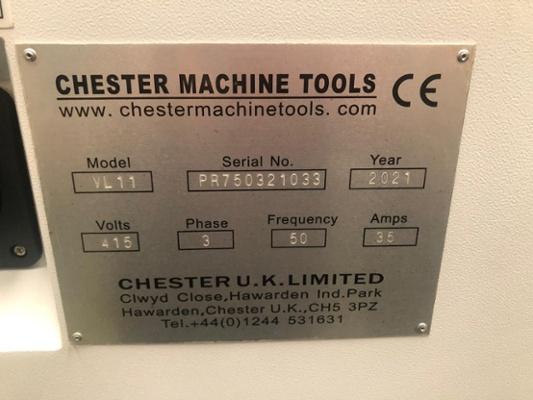 CHESTER MACHINE TOOLS CE
www. chestermachinetools. com
Model Serial No. Year
VL11 PR750321033 2021
Volts Phase Frequency Amps
415 3 50 35
CHESTER U.K. LIMITED
Clwyd Close,Hawarden Ind.Park
Hawarden,Chester U.K.,CH5 3PZ
Tel.+44(0)1244 531631